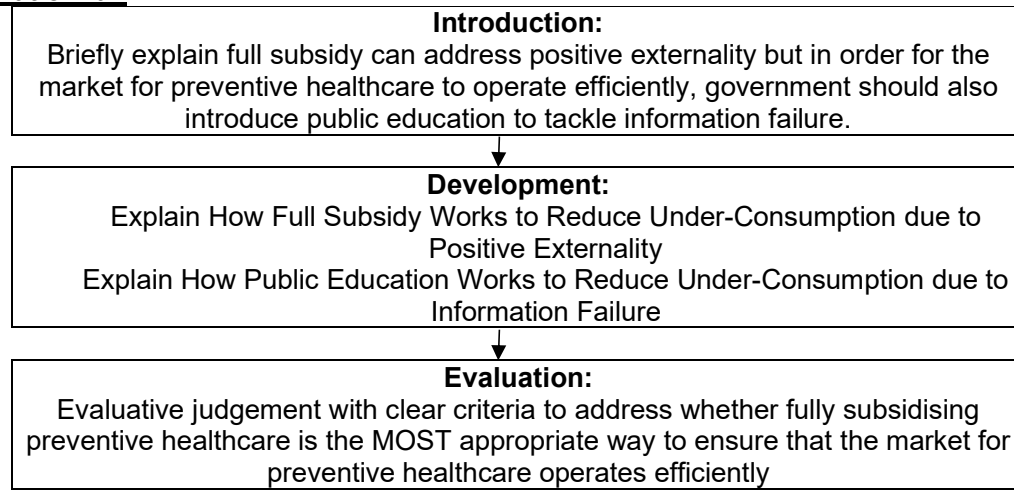 Introduction:
Briefly explain full subsidy can address positive externality but in order for the
market for preventive healthcare to operate efficiently, government should also
introduce public education to tackle information failure.
Development:
Explain How Full Subsidy Works to Reduce Under-Consumption due to
Positive Externality
Explain How Public Education Works to Reduce Under-Consumption due to
Information Failure
Evaluation:
Evaluative judgement with clear criteria to address whether fully subsidising
preventive healthcare is the MOST appropriate way to ensure that the market for
preventive healthcare operates efficiently